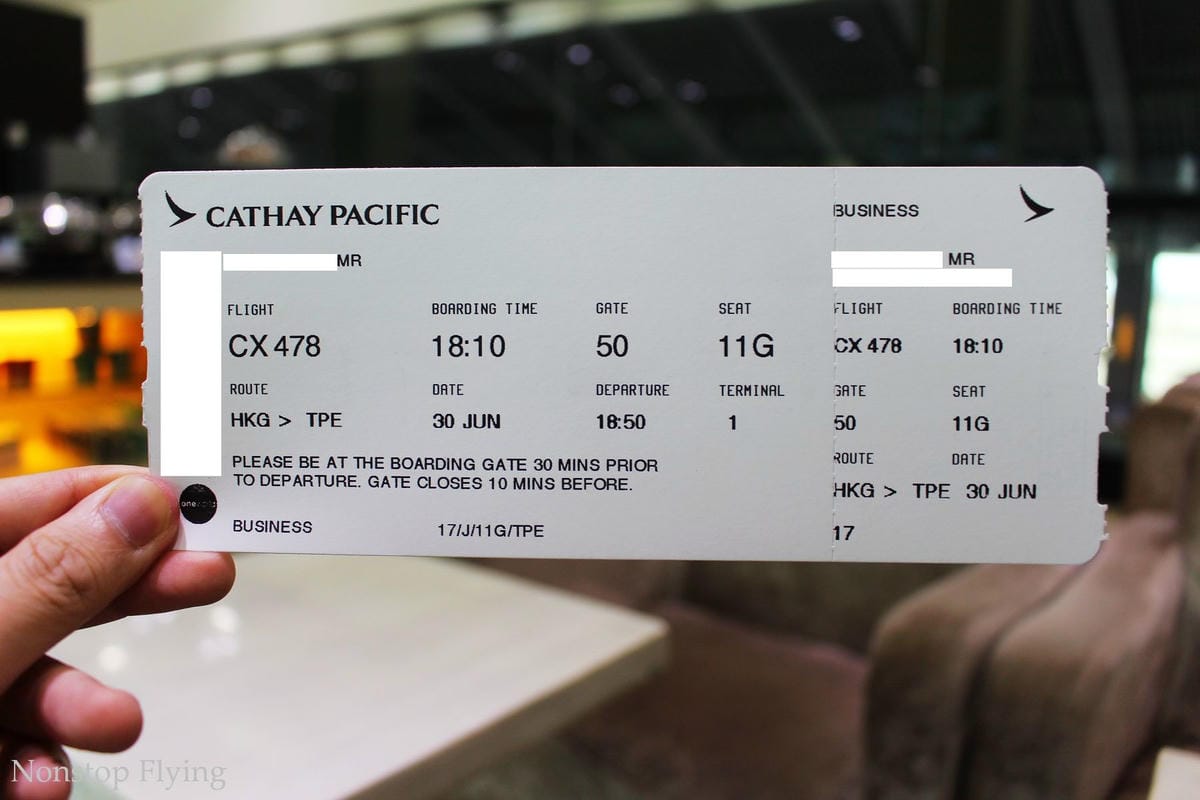 CATHAY PACIFIC
MR
FLIGHT BOARDING TIME GATE SEAT
CX 478 18:10 50 11G
ROUTE DATE DEPARTURE TERMINAL
HKG > TPE 30 JUN 18:50 1
PLEASE BE AT THE BOARDING GATE 30 MINS PRIOR
TO DEPARTURE. GATE CLOSES 10 MINS BEFORE.
oneworld
BUSINESS 17/J/11G/TPE
BUSINESS
MR
FLIGHT BOARDING TIME
CX 478 18:10
GATE SEAT
50 11G
ROUTE DATE
HKG > TPE 30 JUN
17
Nonstop Flying